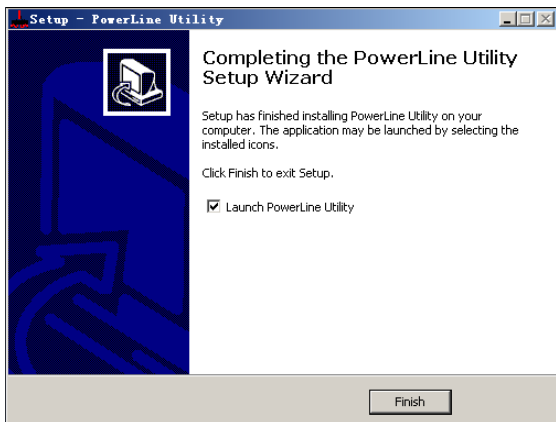 Setup - PowerLine Utility
Completing the PowerLine Utility
Setup Wizard
Setup has finished installing PowerLine Utility on your
computer. The application may be launched by selecting the
installed icons.
Click Finish to exit Setup.
Launch PowerLine Utility
Finish